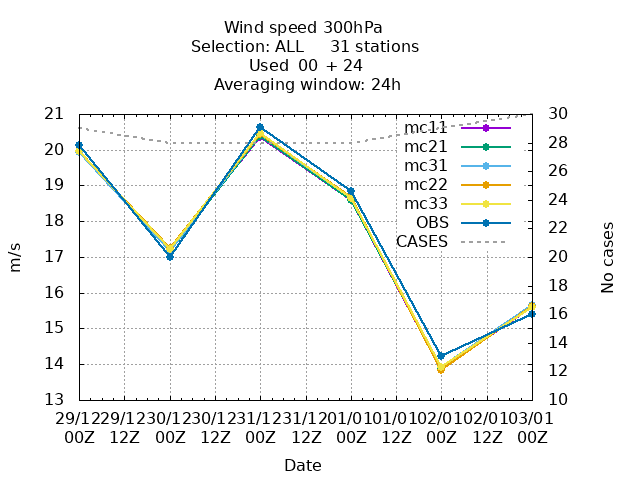 Wind speed 300hPa
Selection: ALL 31 stations
Used 00 + 24
Averaging window: 24h
21 30
20 28
19 26
18 24
17 22
16 20
15 18
14 16
13 14
12
10
mc11
mc21
mc31
mc22
mc33
OBS
CASES
m/s
No cases
29/12 29/12 30/12 30/12 31/12 31/12 01/01 01/01 02/01 02/01 03/01
00Z 12Z 00Z 12Z 00Z 12Z 00Z 12Z 00Z 12Z 00Z
Date